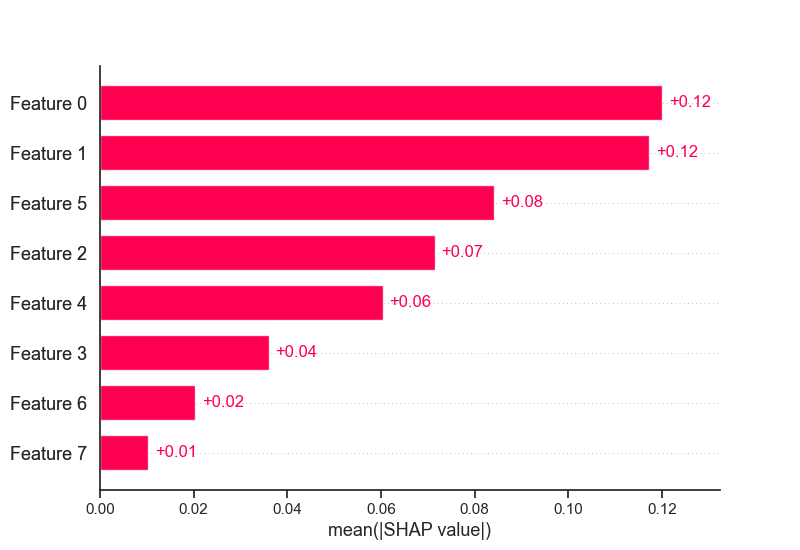 Feature 0 +0.12
Feature 1 +0.12
Feature 5 +0.08
Feature 2 +0.07
Feature 4 +0.06
Feature 3 +0.04
Feature 6 +0.02
Feature 7 +0.01
0.00 0.02 0.04 0.06 0.08 0.10 0.12
mean(|SHAP value|)